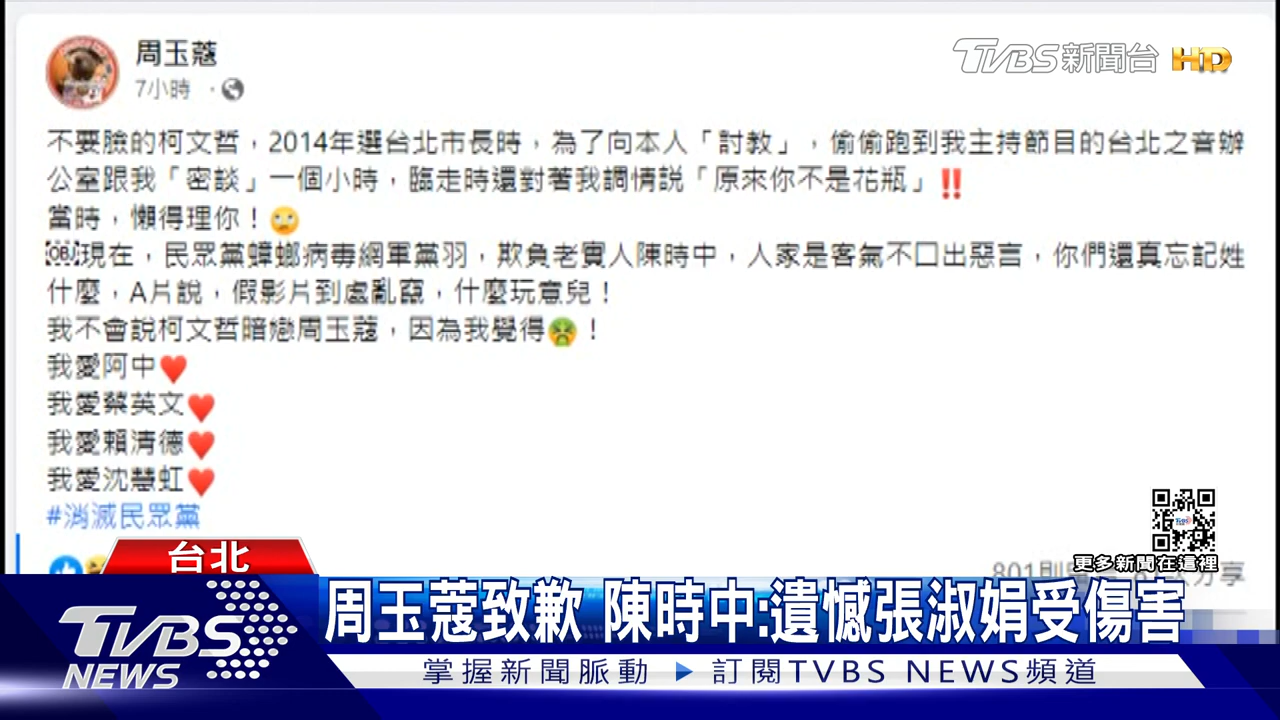 周玉蔻
7小時
TVBS新聞台 HD
不要臉的柯文哲，2014年選台北市長時，為了向本人「討教」，偷偷跑到我主持節目的台北之音辦
公室跟我「密談」一個小時，臨走時還對著我調情説「原來你不是花瓶」‼️
當時，懶得理你！🙄
OBJ現在，民眾黨蟑螂病毒網軍黨羽，欺負老實人陳時中，人家是客氣不口出惡言，你們還真忘記姓
什麼，A片說，假影片到處亂竄，什麼玩意兒！
我不會說柯文哲暗戀周玉蔻，因為我覺得🤮！
我愛阿中❤️
我愛蔡英文❤️
我愛賴清德❤️
我愛沈慧虹❤️
#消滅民眾黨
801則
分享
TVBS
更多新聞在這裡
台北
周玉蔻致歉 陳時中:遺憾張淑娟受傷害
TVBS NEWS
掌握新聞脈動 ▶ 訂閱TVBS NEWS頻道